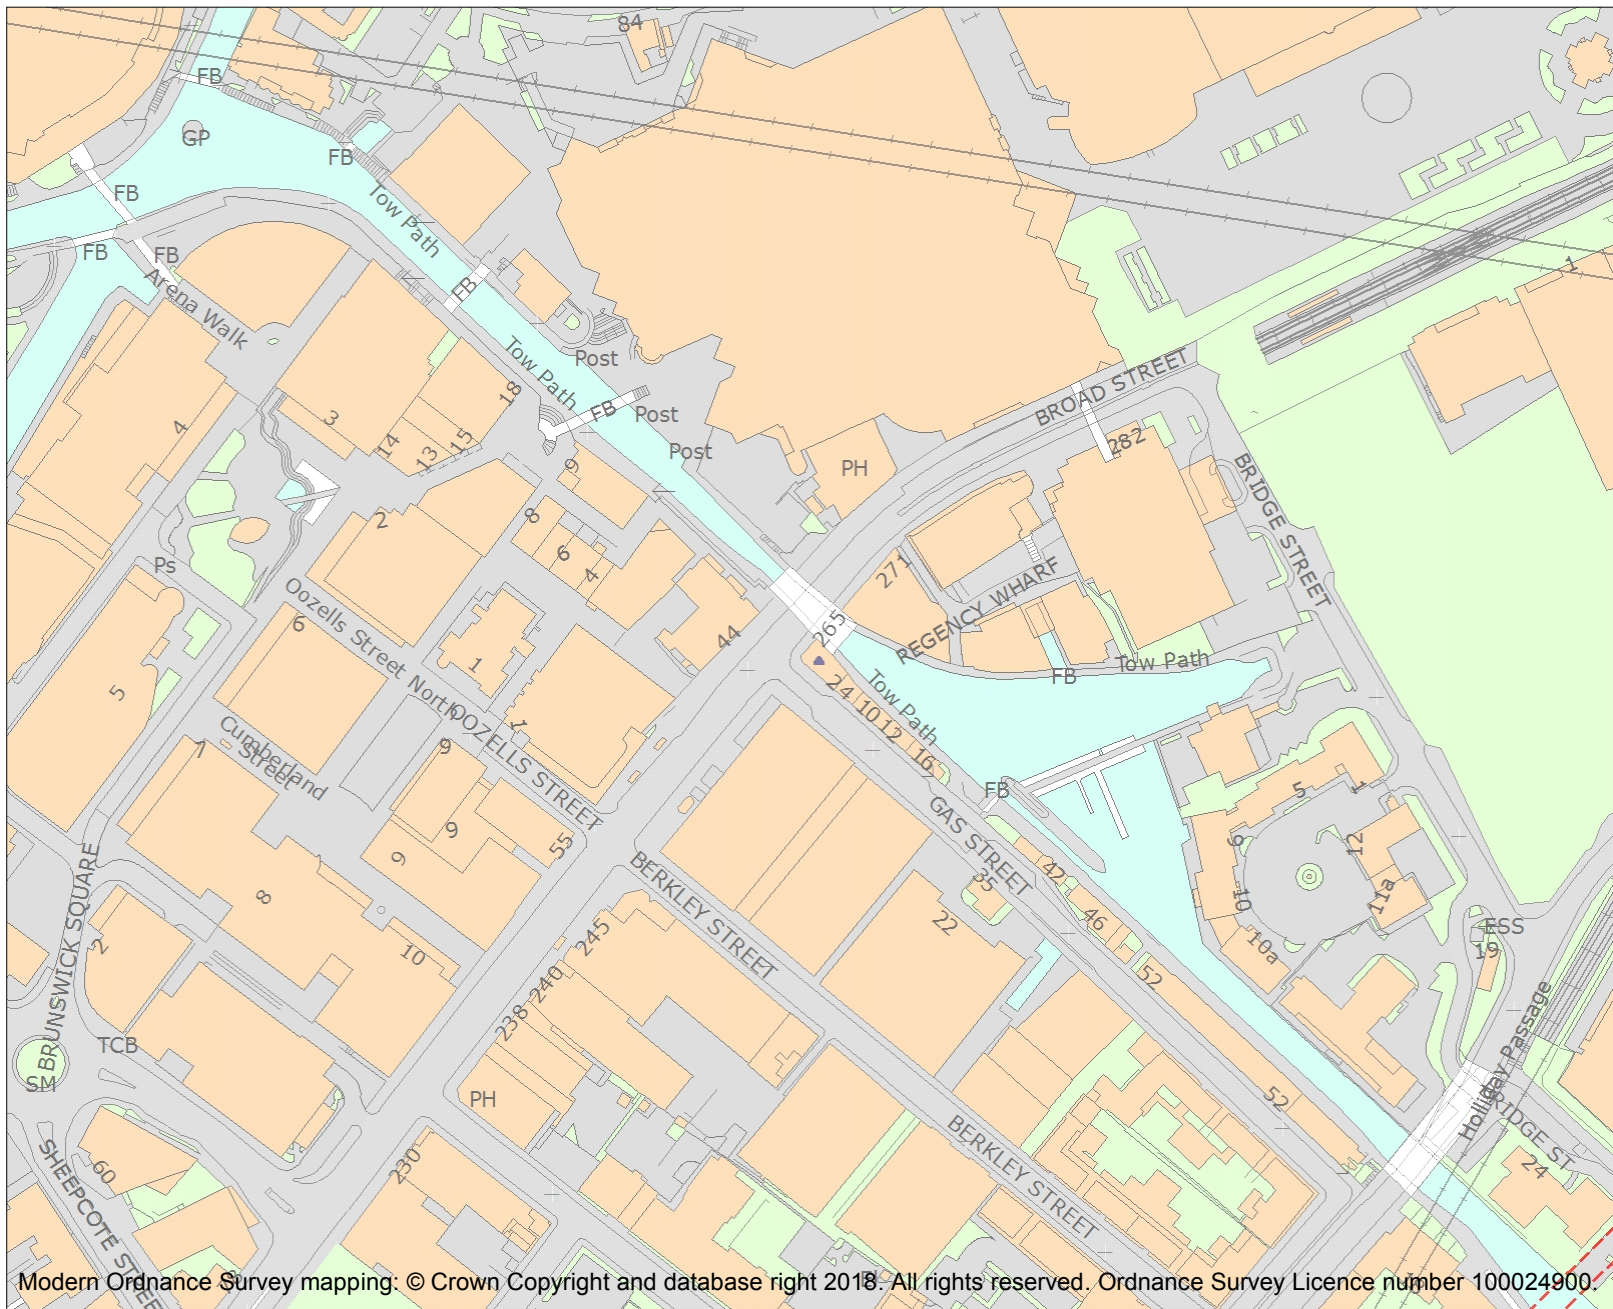 84
FB
GP
FB
Tow Path
FB
FB
FB
Arena Walk
FB
1
Tow Path
Post
BROAD STREET
18
FB
Post
3
4
14
13
15
Post
282
PH
9
BRIDGE STREET
2
8
6
4
Ps
271
REGENCY WHARF
Oozells Street North
6
265
44
1
Tow Path
FB
5
24
Tow Path
10
12
OOZELLS STREET
1
Cumberland
Street
7
9
16
FB
5
1
GAS STREET
9
9
55
9
12
BRUNSWICK SQUARE
BERKLEY STREET
42
35
8
10
11a
46
22
2
245
10
10a
ESS
19
52
240
238
Holliday Passage
TCB
SM
PH
52
BRIDGE ST
BERKLEY STREET
230
60
24
SHEEPCOTE STREET
Modern Ordnance Survey mapping: © Crown Copyright and database right 2018. All rights reserved. Ordnance Survey Licence number 100024900.